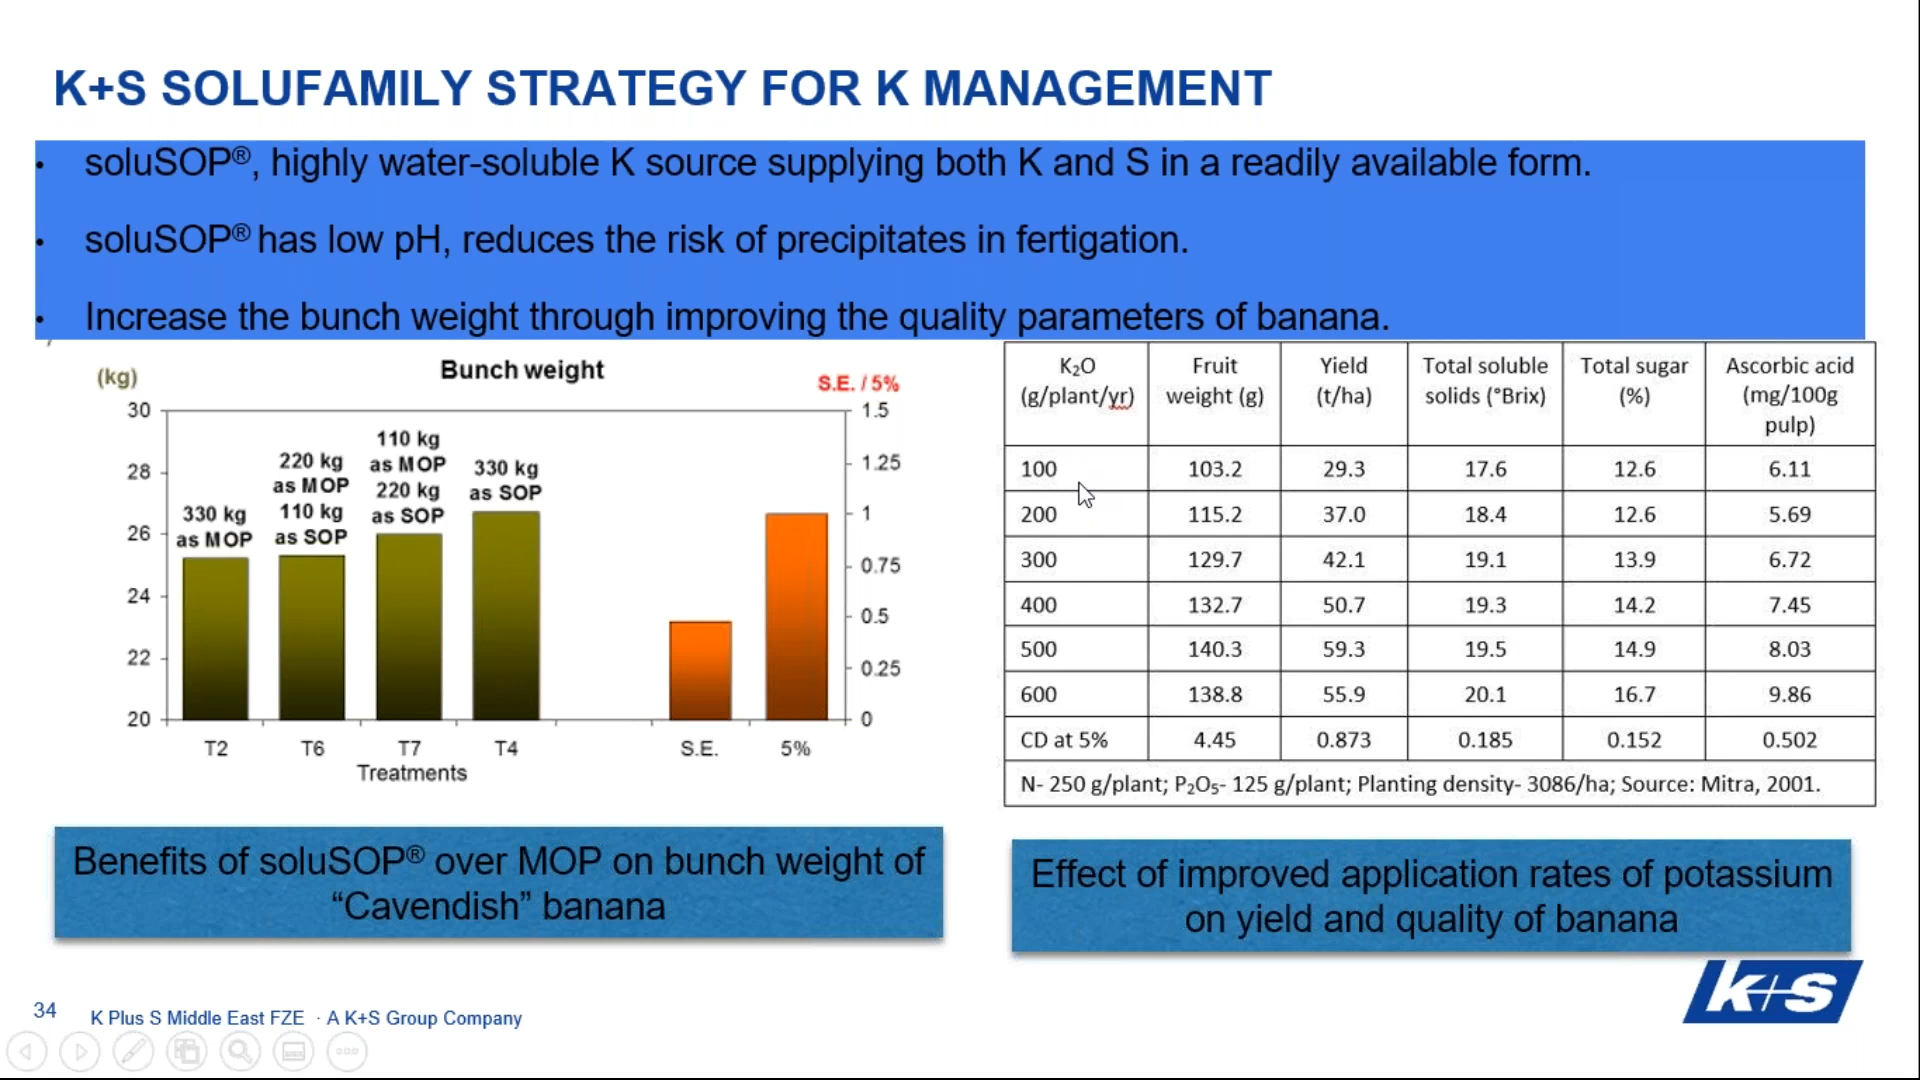 K+S SOLUFAMILY STRATEGY FOR K MANAGEMENT
• soluSOP®, highly water-soluble K source supplying both K and S in a readily available form.
• soluSOP® has low pH, reduces the risk of precipitates in fertigation.
• Increase the bunch weight through improving the quality parameters of banana.
Bunch weight
(kg)
S.E. / 5%
30
28
26
24
22
20
330 kg
as MOP
220 kg
as MOP
110 kg
as SOP
110 kg
as MOP
220 kg
as SOP
330 kg
as SOP
1.5
1.25
1
0.75
0.5
0.25
0
T2 T6 T7 T4 S.E. 5%
Treatments
K₂O (g/plant/yr) Fruit weight (g) Yield (t/ha) Total soluble solids (°Brix) Total sugar (%) Ascorbic acid (mg/100g pulp)
100 103.2 29.3 17.6 12.6 6.11
200 115.2 37.0 18.4 12.6 5.69
300 129.7 42.1 19.1 13.9 6.72
400 132.7 50.7 19.3 14.2 7.45
500 140.3 59.3 19.5 14.9 8.03
600 138.8 55.9 20.1 16.7 9.86
CD at 5% 4.45 0.873 0.185 0.152 0.502
N- 250 g/plant; P₂O₅- 125 g/plant; Planting density- 3086/ha; Source: Mitra, 2001.
Benefits of soluSOP® over MOP on bunch weight of
“Cavendish” banana
Effect of improved application rates of potassium
on yield and quality of banana
K+S
34
K Plus S Middle East FZE · A K+S Group Company